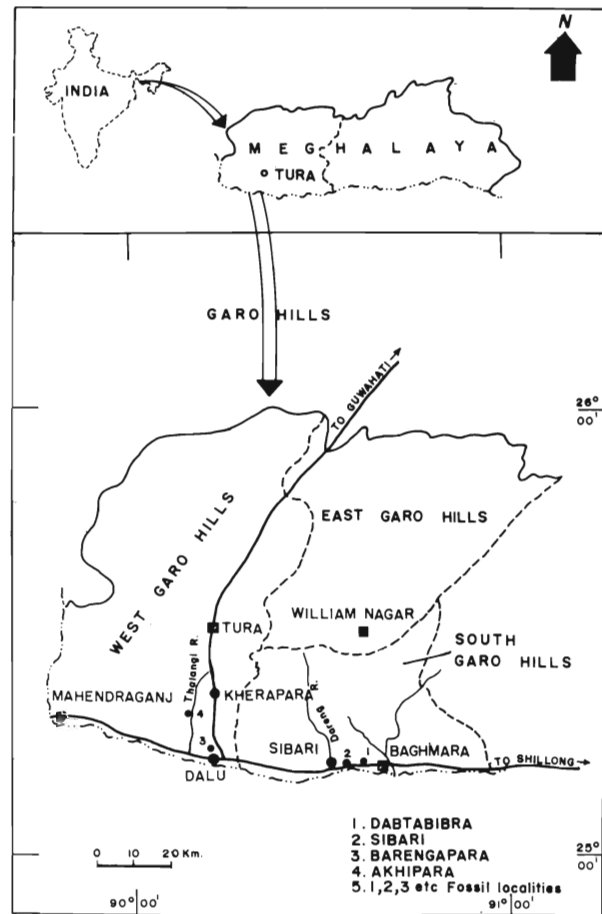 N
INDIA
MEGHALAYA
TURA
GARO HILLS
TO GUWAHATI
26°
00'
WEST GARO HILLS
EAST GARO HILLS
TURA
WILLIAM NAGAR
SOUTH
GARO HILLS
Thalangi R.
Dareng R.
KHERAPARA
MAHENDRAGANJ
4
3
SIBARI
2
1
BAGHMARA
DALU
TO SHILLONG
1. DABTABIBRA
2. SIBARI
3. BARENGAPARA
4. AKHIPARA
5. 1,2,3 etc Fossil localities
0 10 20 Km.
25°
00'
90° 00'
91° 00'